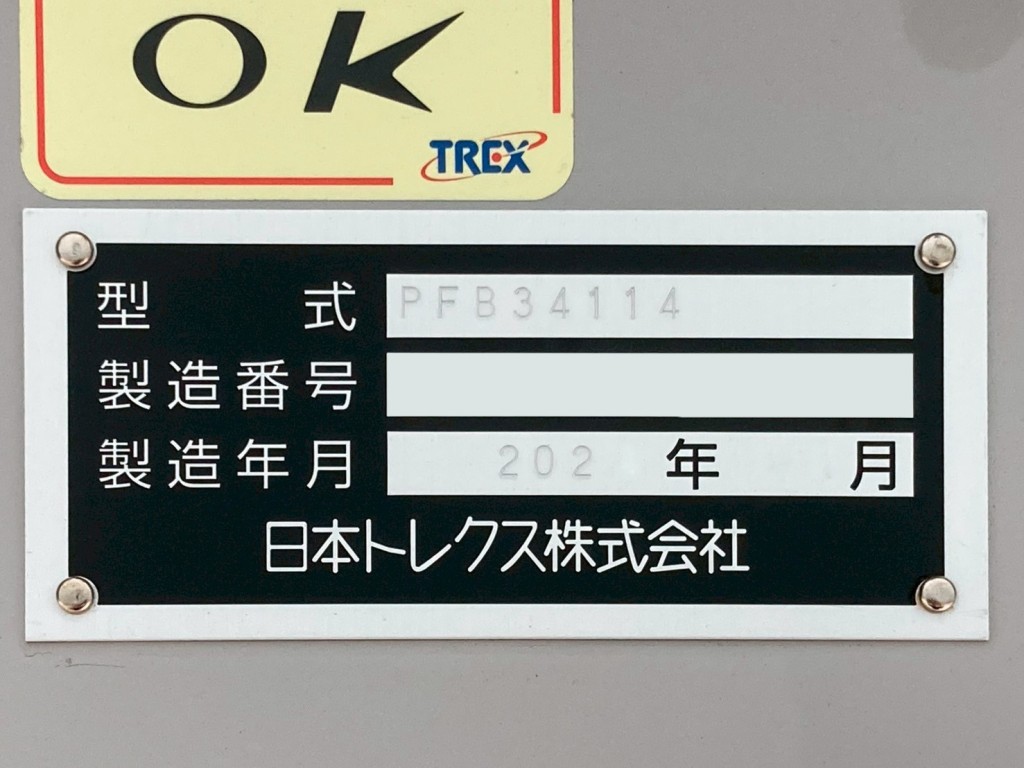 OK
TREX
型式 PFB34114
製造番号
製造年月 202 年 月
日本トレクス株式会社